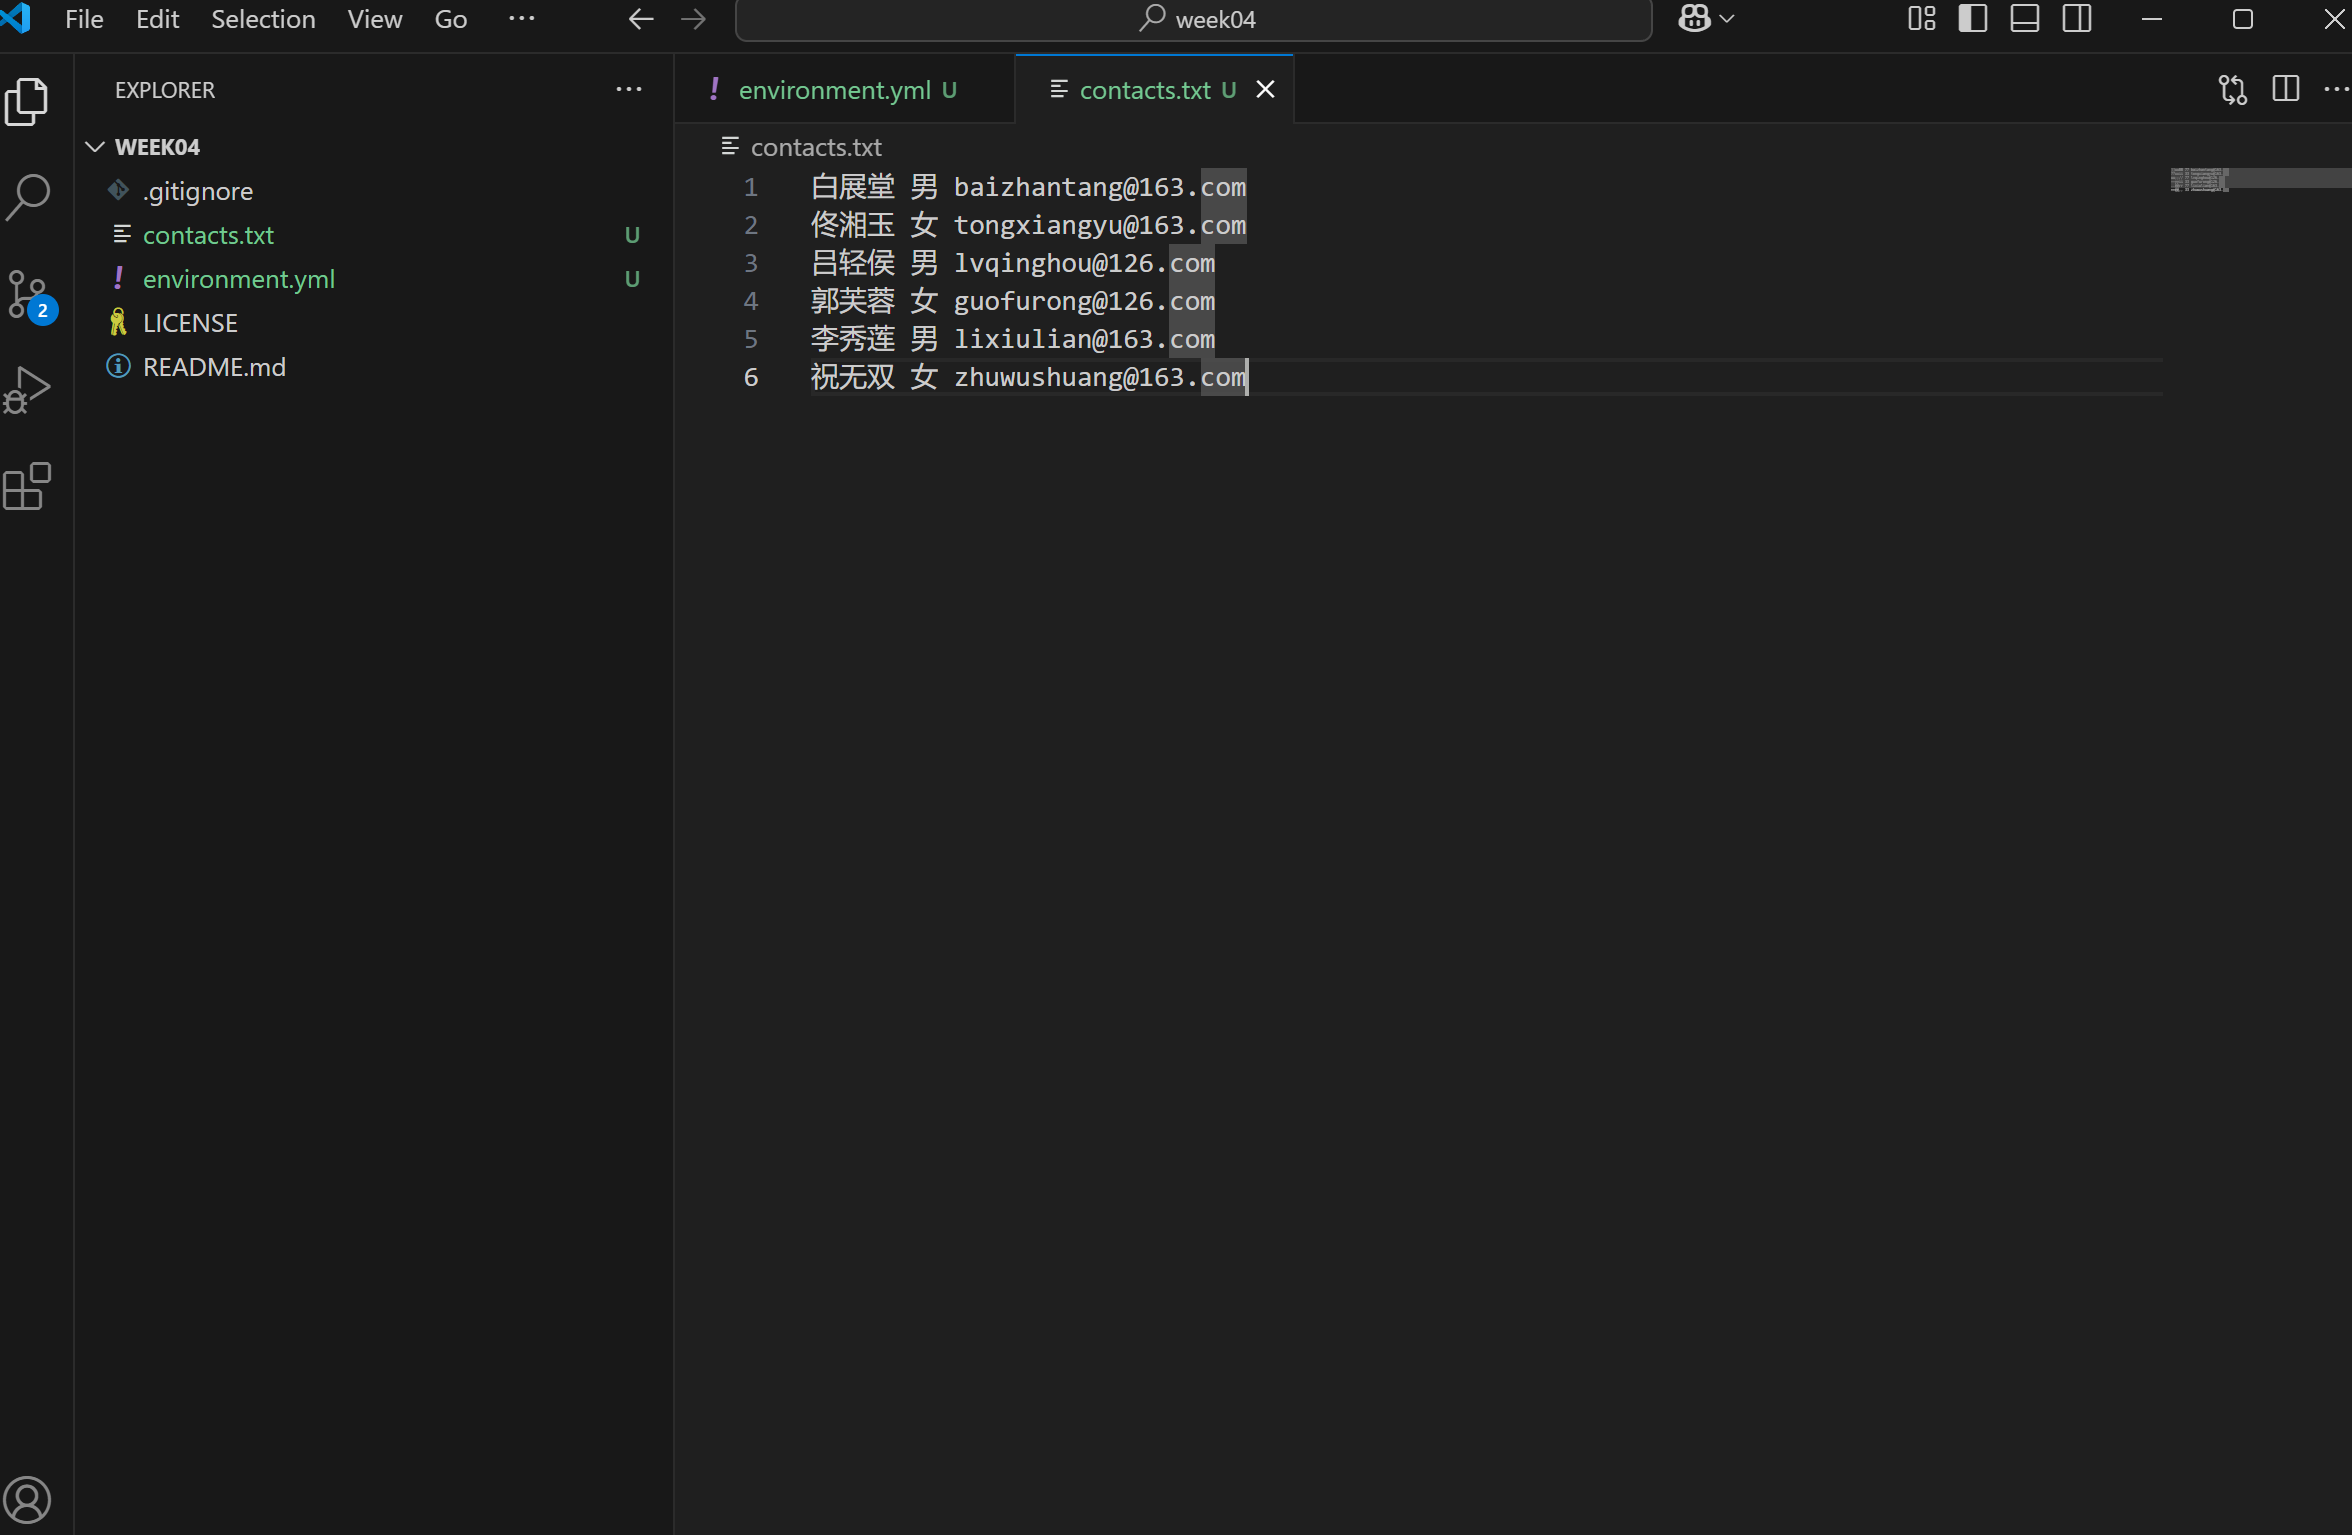 File Edit Selection View Go ··· week04
EXPLORER ···
WEEK04
.gitignore
contacts.txt U
environment.yml U
LICENSE
README.md
2
! environment.yml U contacts.txt U
contacts.txt
1 白展堂 男 baizhantang@163.com
2 佟湘玉 女 tongxiangyu@163.com
3 吕轻侯 男 lvqinghou@126.com
4 郭芙蓉 女 guofurong@126.com
5 李秀莲 男 lixiulian@163.com
6 祝无双 女 zhuwushuang@163.com